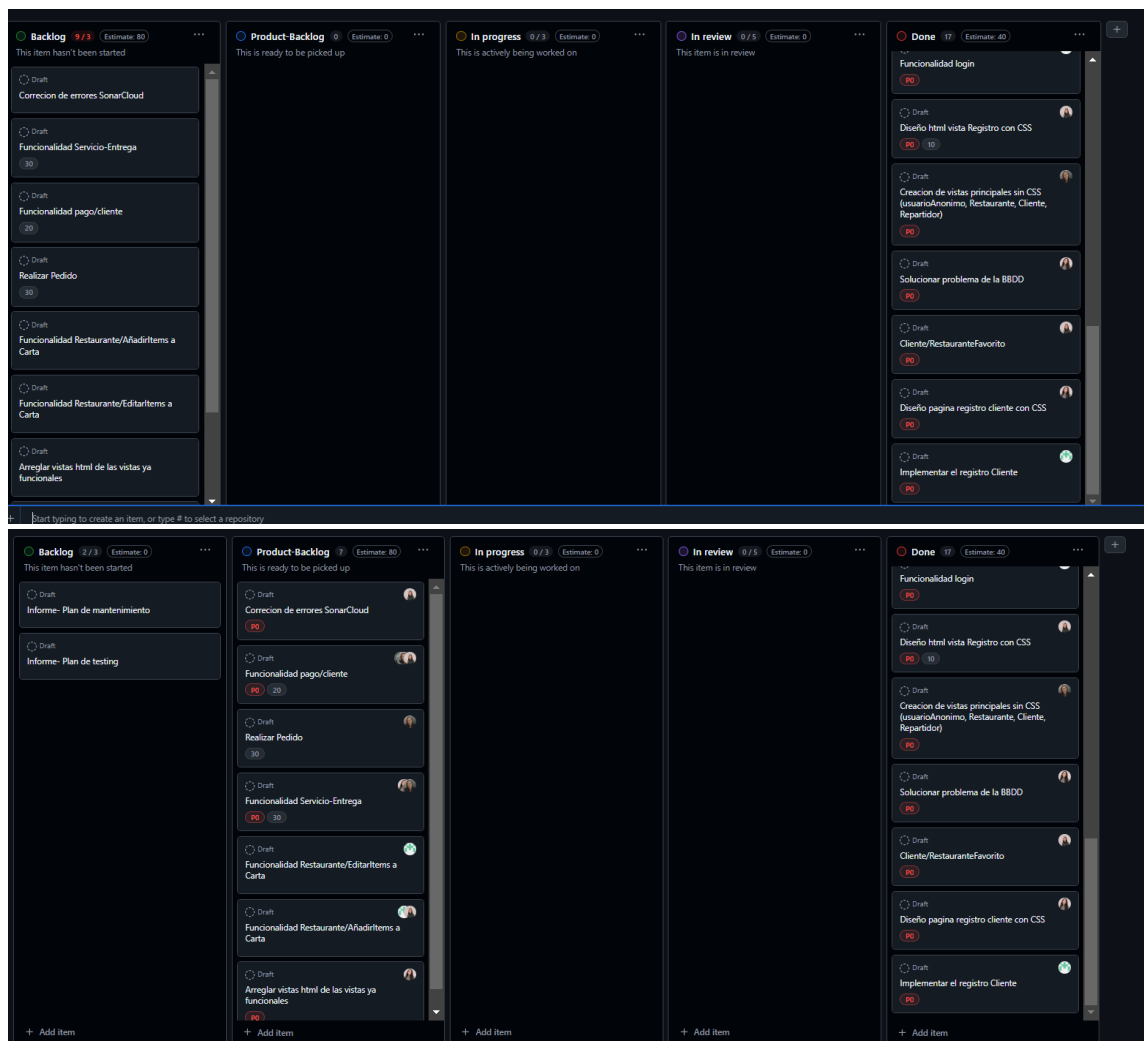 Backlog 9 / 3 Estimate: 80 ...
This item hasn't been started
Draft
Correcion de errores SonarCloud
Draft
Funcionalidad Servicio-Entrega
30
Draft
Funcionalidad pago/cliente
20
Draft
Realizar Pedido
30
Draft
Funcionalidad Restaurante/AñadirItems a
Carta
Draft
Funcionalidad Restaurante/EditarItems a
Carta
Draft
Arreglar vistas html de las vistas ya
funcionales
Product-Backlog 0 Estimate: 0 ...
This is ready to be picked up
In progress 0 / 3 Estimate: 0 ...
This is actively being worked on
In review 0 / 5 Estimate: 0 ...
This item is in review
Done 17 Estimate: 40 ...
Funcionalidad login
P0
Draft
Diseño html vista Registro con CSS
P0 10
Draft
Creacion de vistas principales sin CSS
(usuarioAnonimo, Restaurante, Cliente,
Repartidor)
P0
Draft
Solucionar problema de la BBDD
P0
Draft
Cliente/RestauranteFavorito
P0
Draft
Diseño pagina registro cliente con CSS
P0
Draft
Implementar el registro Cliente
P0
+
+ Start typing to create an item, or type # to select a repository
Backlog 2 / 3 Estimate: 0 ...
This item hasn't been started
Draft
Informe- Plan de mantenimiento
Draft
Informe- Plan de testing
+ Add item
Product-Backlog 7 Estimate: 80 ...
This is ready to be picked up
Draft
Correcion de errores SonarCloud
P0
Draft
Funcionalidad pago/cliente
P0 20
Draft
Realizar Pedido
30
Draft
Funcionalidad Servicio-Entrega
P0 30
Draft
Funcionalidad Restaurante/EditarItems a
Carta
Draft
Funcionalidad Restaurante/AñadirItems a
Carta
Draft
Arreglar vistas html de las vistas ya
funcionales
P0
+ Add item
In progress 0 / 3 Estimate: 0 ...
This is actively being worked on
+ Add item
In review 0 / 5 Estimate: 0 ...
This item is in review
+ Add item
Done 17 Estimate: 40 ...
Funcionalidad login
P0
Draft
Diseño html vista Registro con CSS
P0 10
Draft
Creacion de vistas principales sin CSS
(usuarioAnonimo, Restaurante, Cliente,
Repartidor)
P0
Draft
Solucionar problema de la BBDD
P0
Draft
Cliente/RestauranteFavorito
P0
Draft
Diseño pagina registro cliente con CSS
P0
Draft
Implementar el registro Cliente
P0
+ Add item
+